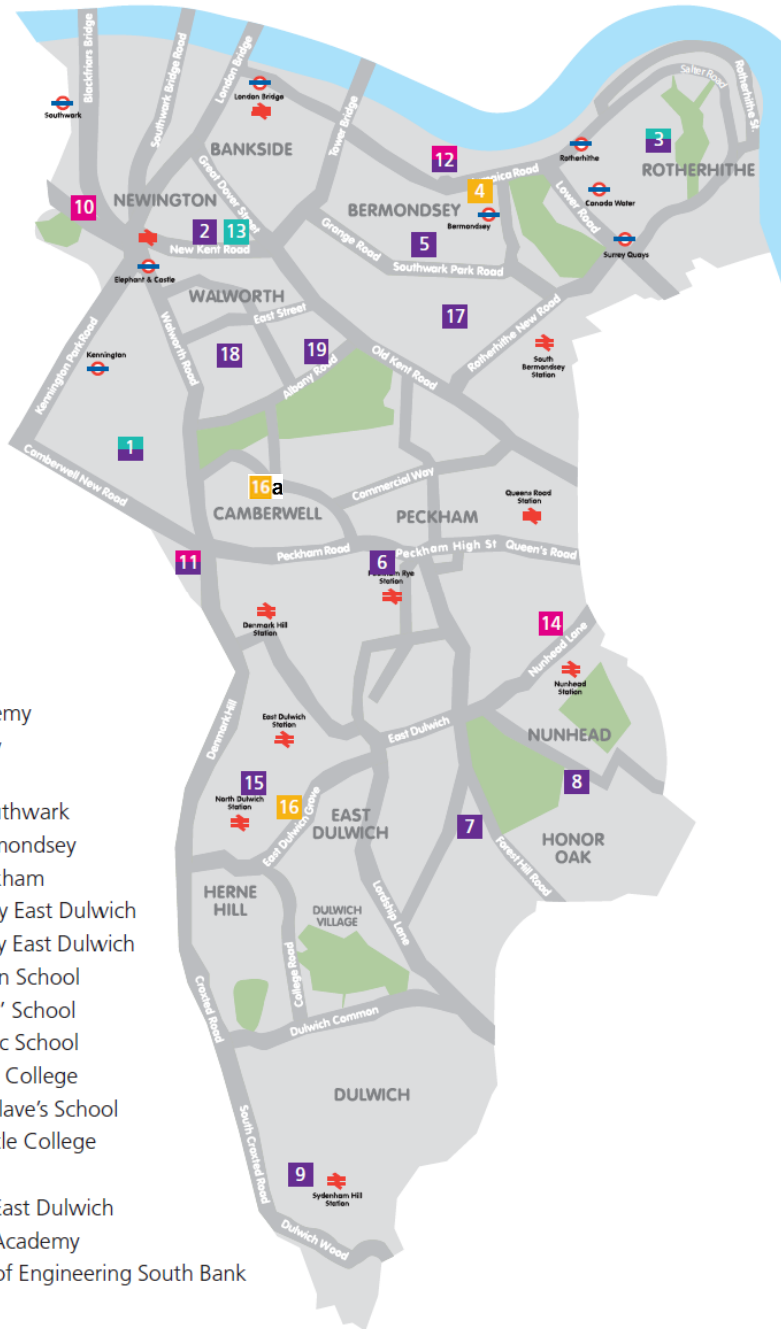 Blackfriars Bridge
Southwark Bridge Road
London Bridge
London Bridge
Southwark
Tower Bridge
Salter Road
Rotherhithe St.
BANKSIDE
Great Dover Street
12
Jamaica Road
Rotherhithe
3
ROTHERHITHE
10
NEWINGTON
2
13
New Kent Road
BERMONDSEY
4
Bermondsey
5
Canada Water
Lower Road
Surrey Quays
Grange Road
Southwark Park Road
Elephant & Castle
WALWORTH
East Street
17
Rotherhithe New Road
South
Bermondsey
Station
Kennington Park Road
Kennington
Walworth Road
18
19
Albany Road
Old Kent Road
1
Camberwell New Road
16a
CAMBERWELL
Commercial Way
PECKHAM
Queens Road
Station
11
Peckham Road
6
Peckham High St
Queen's Road
Rye
Station
Denmark Hill
Station
14
Nunhead Lane
Nunhead
Station
Denmark Hill
East Dulwich
Station
East Dulwich
NUNHEAD
15
North Dulwich
Station
16
East Dulwich Grove
EAST
DULWICH
7
8
HONOR
OAK
Forest Hill Road
HERNE
HILL
DULWICH
VILLAGE
Lordship Lane
College Road
Croxted Road
Dulwich Common
DULWICH
South Croxted Road
9
Sydenham Hill
Station
Dulwich Wood
emy
uthwark
mondsey
kham
y East Dulwich
y East Dulwich
n School
' School
c School
College
lave's School
tle College
East Dulwich
Academy
of Engineering South Bank